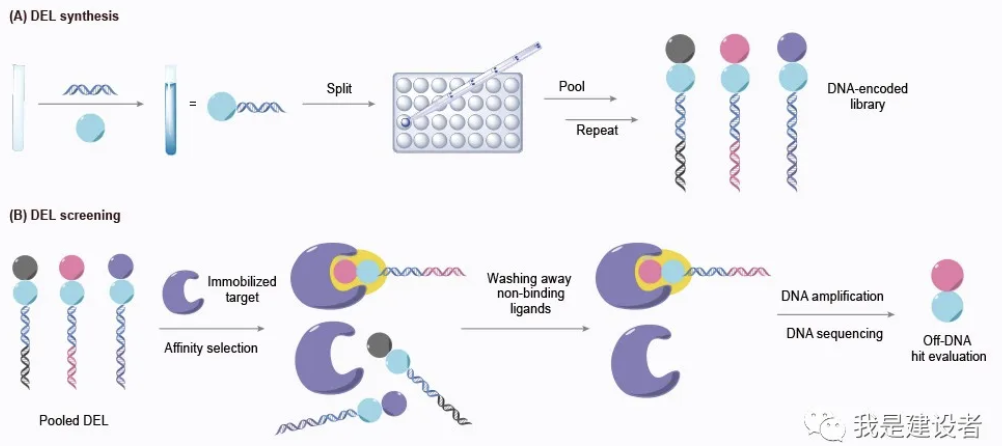 (A) DEL synthesis
=
Split
Pool
Repeat
DNA-encoded
library
(B) DEL screening
Immobilized
target
Affinity selection
Washing away
non-binding
ligands
DNA amplification
DNA sequencing
Off-DNA
hit evaluation
Pooled DEL
我是建设者